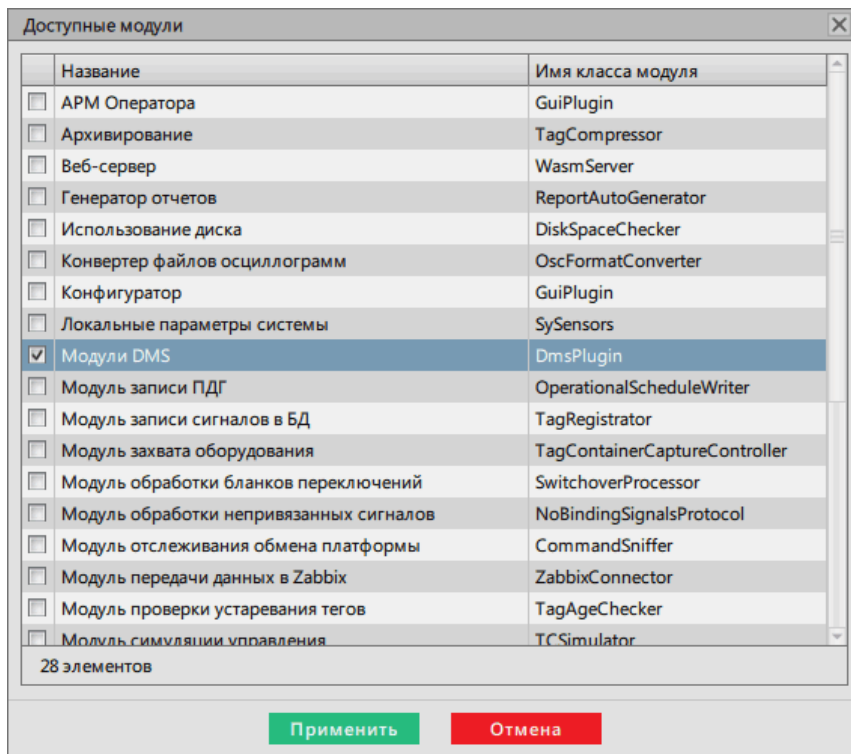 Доступные модули
Название Имя класса модуля
АРМ Оператора GuiPlugin
Архивирование TagCompressor
Веб-сервер WasmServer
Генератор отчетов ReportAutoGenerator
Использование диска DiskSpaceChecker
Конвертер файлов осциллограмм OscFormatConverter
Конфигуратор GuiPlugin
Локальные параметры системы SySensors
Модули DMS DmsPlugin
Модуль записи ПДГ OperationalScheduleWriter
Модуль записи сигналов в БД TagRegistrator
Модуль захвата оборудования TagContainerCaptureController
Модуль обработки бланков переключений SwitchoverProcessor
Модуль обработки непривязанных сигналов NoBindingSignalsProtocol
Модуль отслеживания обмена платформы CommandSniffer
Модуль передачи данных в Zabbix ZabbixConnector
Модуль проверки устаревания тегов TagAgeChecker
Модуль симуляции управления TCSimulator
28 элементов
Применить Отмена